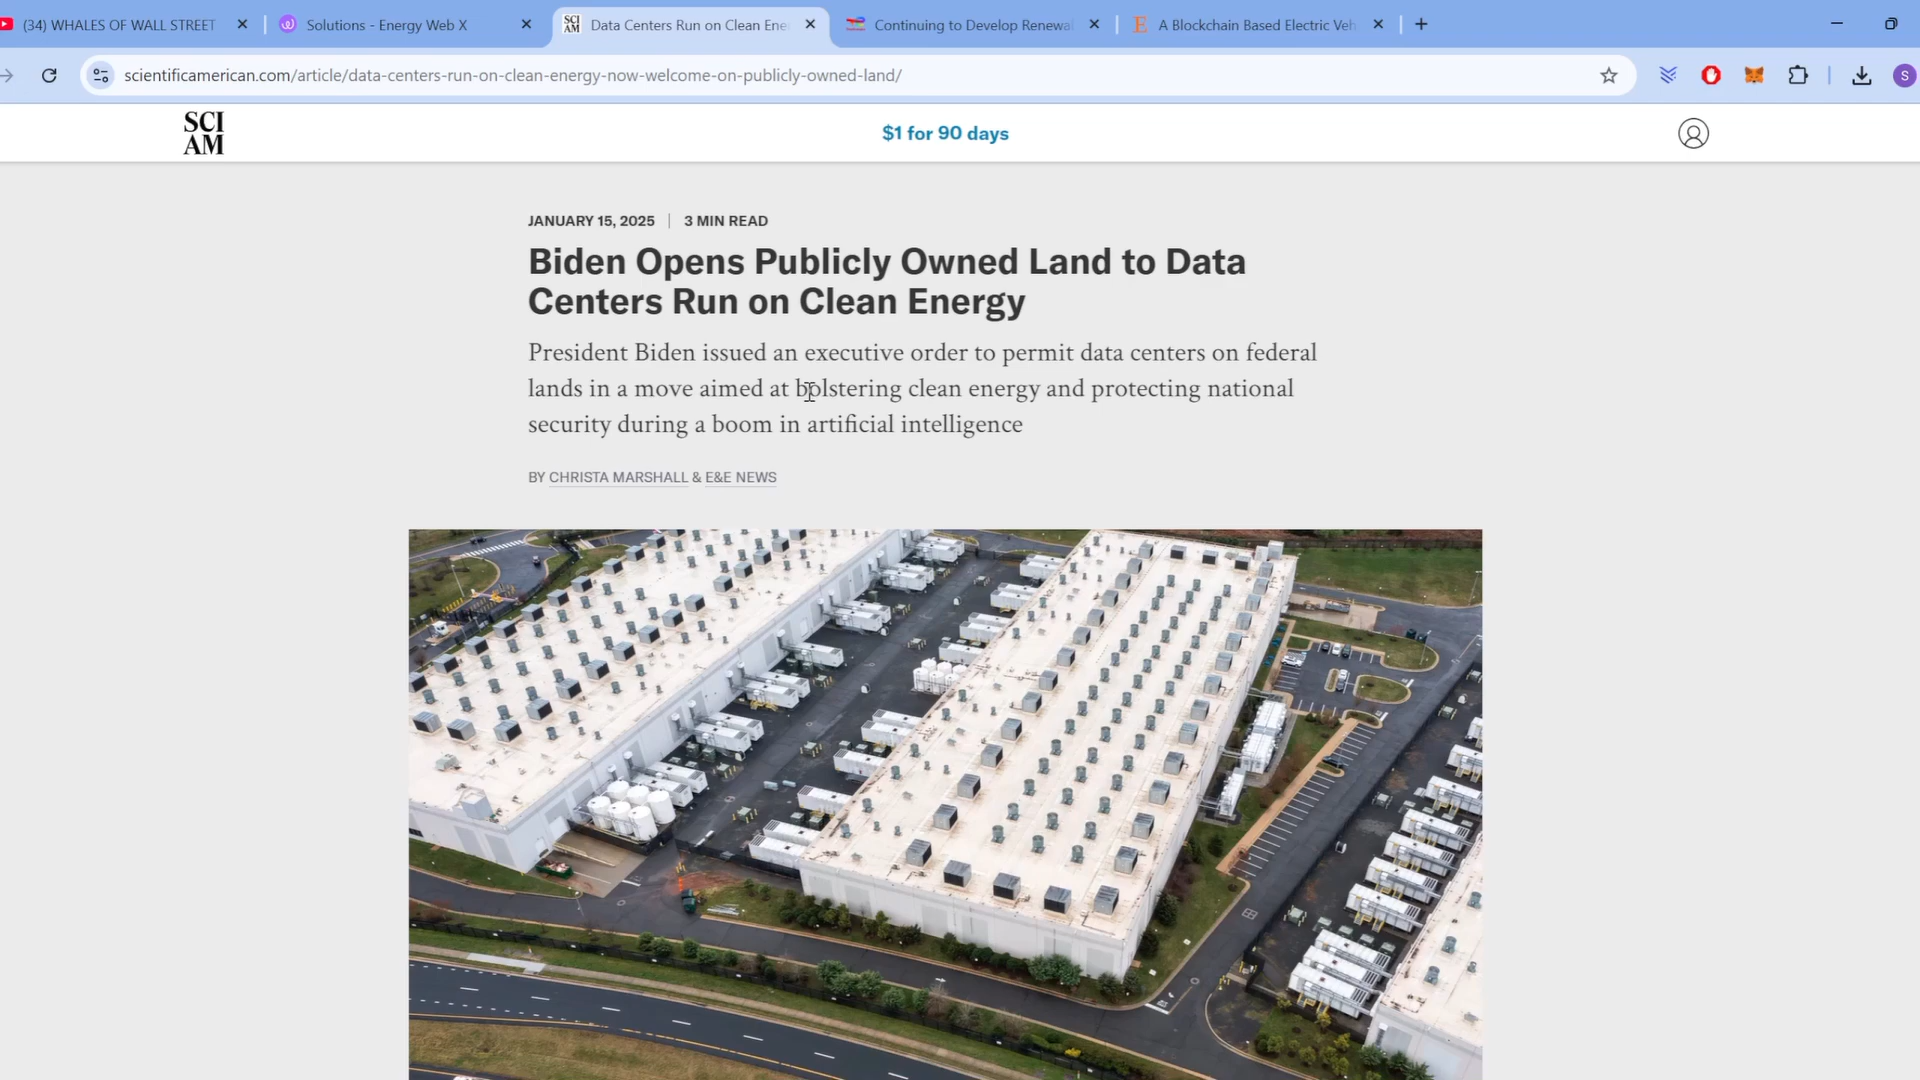 (34) WHALES OF WALL STREET
Solutions - Energy Web X
Data Centers Run on Clean Ene
Continuing to Develop Renewa
A Blockchain Based Electric Veh
scientificamerican.com/article/data-centers-run-on-clean-energy-now-welcome-on-publicly-owned-land/
S
SCI
AM
$1 for 90 days
JANUARY 15, 2025 | 3 MIN READ
Biden Opens Publicly Owned Land to Data
Centers Run on Clean Energy
President Biden issued an executive order to permit data centers on federal
lands in a move aimed at bolstering clean energy and protecting national
security during a boom in artificial intelligence
BY CHRISTA MARSHALL & E&E NEWS